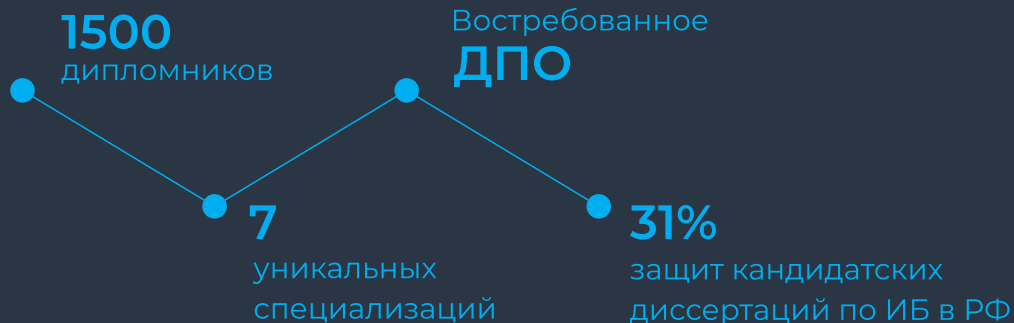 1500
дипломников
Востребованное
ДПО
7
уникальных
специализаций
31%
защит кандидатских
диссертаций по ИБ в РФ